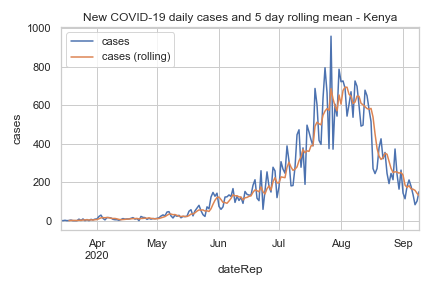 New COVID-19 daily cases and 5 day rolling mean - Kenya
cases
cases (rolling)
1000
800
600
400
200
0
cases
Apr
2020
May
Jun
Jul
Aug
Sep
dateRep